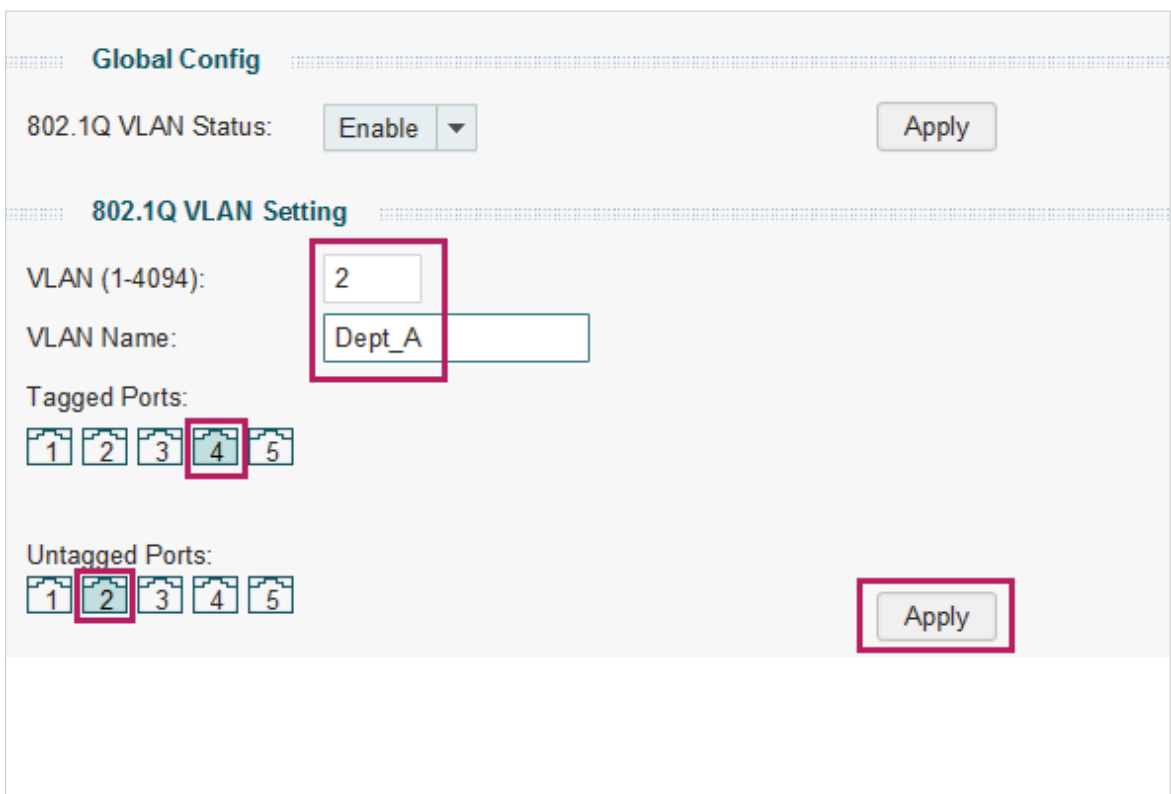 Global Config
802.1Q VLAN Status: Enable Apply
802.1Q VLAN Setting
VLAN (1-4094): 2
VLAN Name: Dept_A
Tagged Ports:
1 2 3 4 5
Untagged Ports:
1 2 3 4 5
Apply